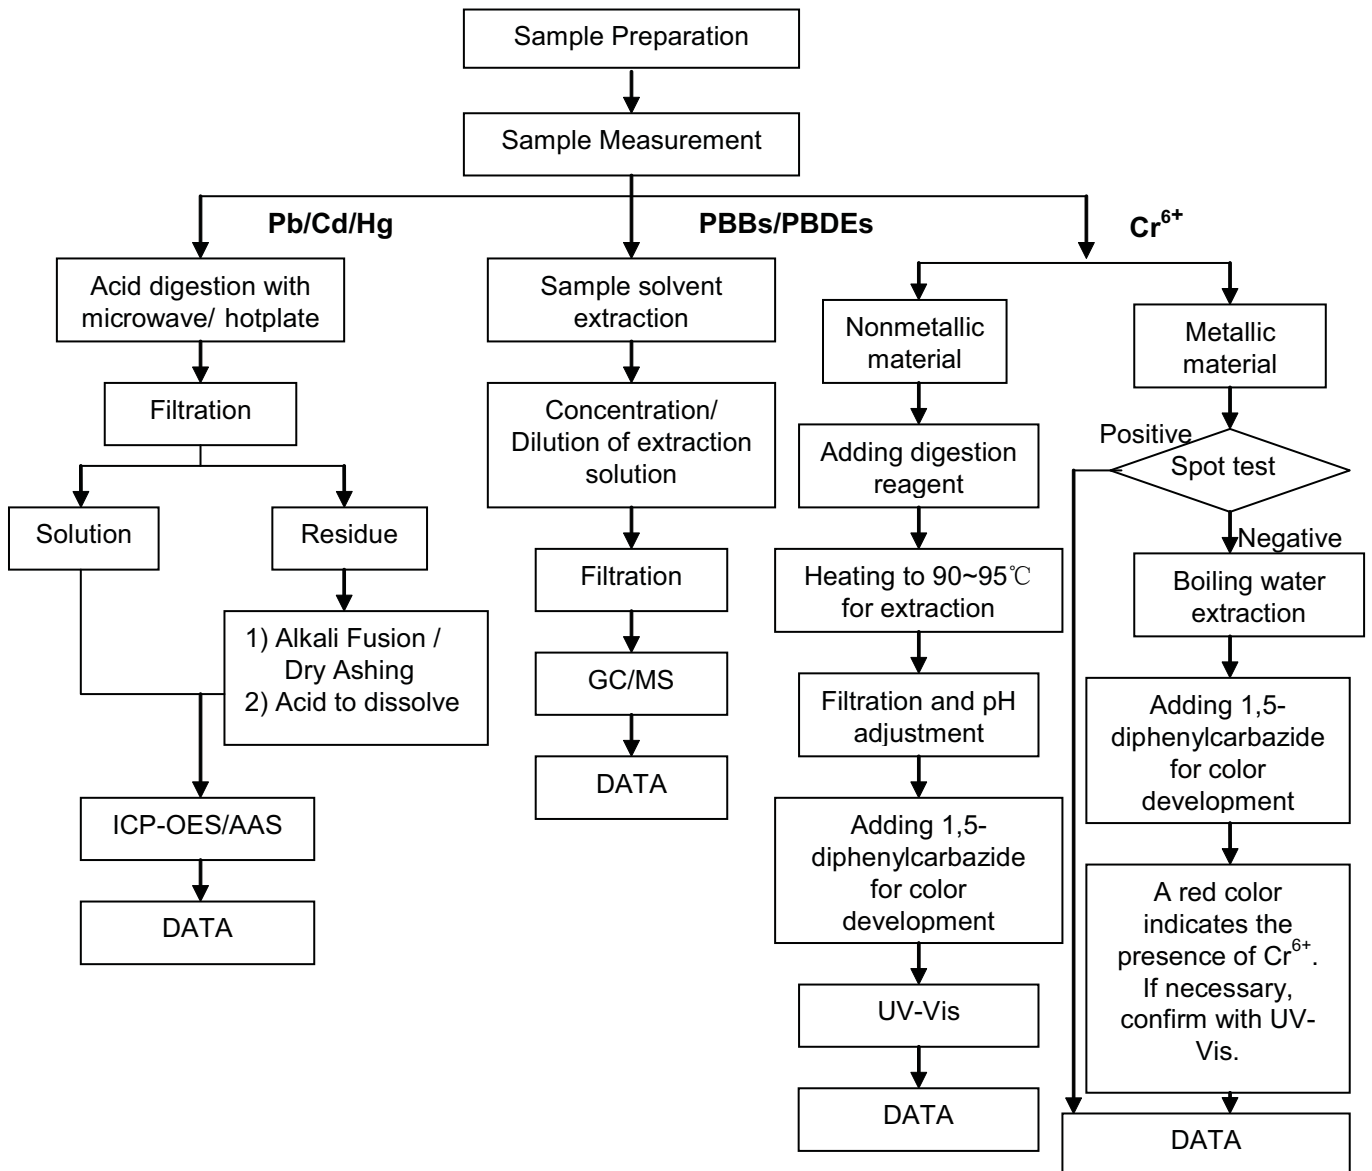 Sample Preparation
Sample Measurement
Pb/Cd/Hg
PBBs/PBDEs
Cr⁶⁺
Acid digestion with
microwave/ hotplate
Filtration
Solution
Residue
1) Alkali Fusion /
Dry Ashing
2) Acid to dissolve
ICP-OES/AAS
DATA
Sample solvent
extraction
Concentration/
Dilution of extraction
solution
Filtration
GC/MS
DATA
Nonmetallic
material
Adding digestion
reagent
Heating to 90~95℃
for extraction
Filtration and pH
adjustment
Adding 1,5-
diphenylcarbazide
for color
development
UV-Vis
DATA
Metallic
material
Positive
Spot test
Negative
Boiling water
extraction
Adding 1,5-
diphenylcarbazide
for color
development
A red color
indicates the
presence of Cr⁶⁺.
If necessary,
confirm with UV-
Vis.
DATA